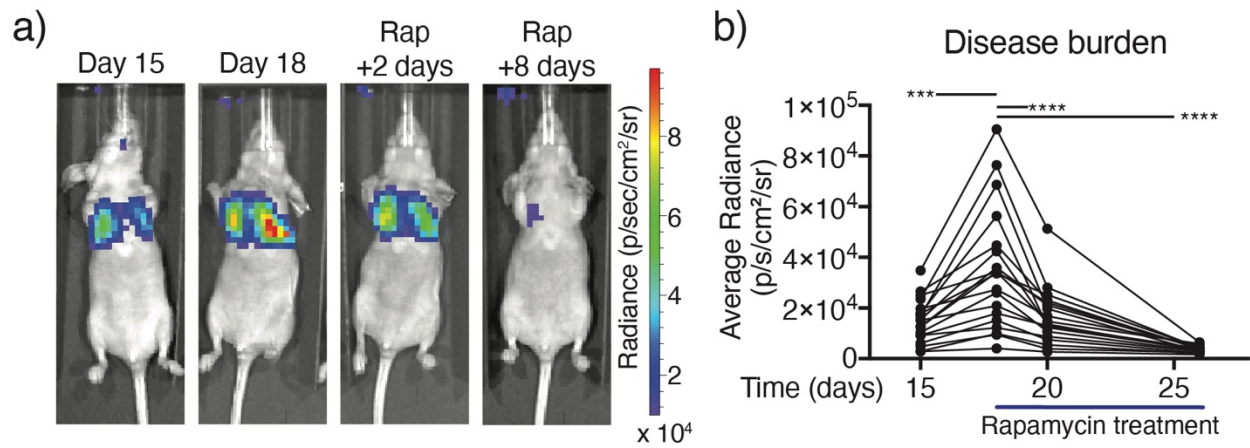 a)
Day 15
Day 18
Rap
+2 days
Rap
+8 days
Radiance (p/sec/cm²/sr)
8
6
4
2
x 10⁴
b)
Disease burden
***
****
****
Average Radiance
(p/s/cm²/sr)
1×10⁵
8×10⁴
6×10⁴
4×10⁴
2×10⁴
0
Time (days)
15
20
25
Rapamycin treatment